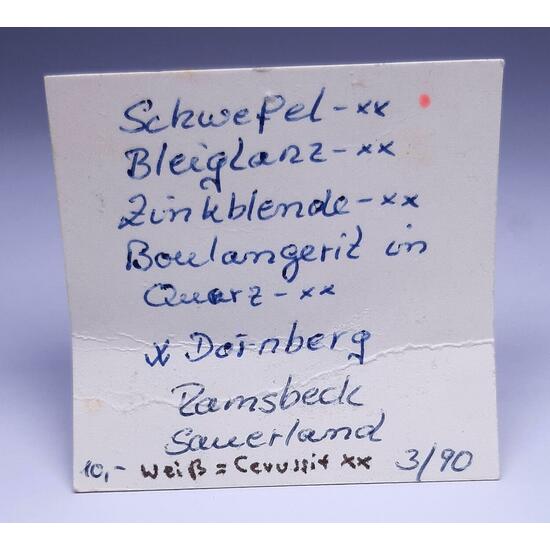 Schwefel-xx
Bleiglanz-xx
Zinkblende-xx
Boulangerit in
Quarz-xx
x Dörnberg
Ramsbeck
Sauerland
10,- weiß = Cerussit xx 3/90